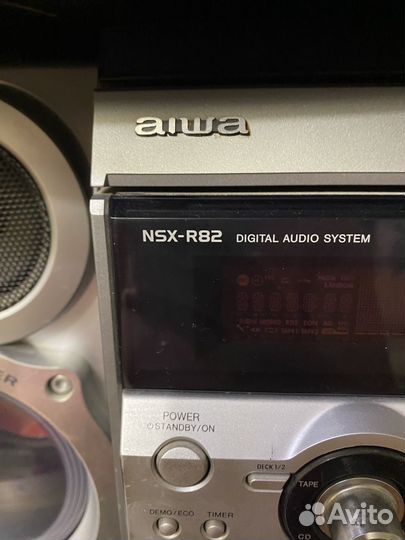 aiwa
NSX-R82 DIGITAL AUDIO SYSTEM
POWER
STANDBY/ON
DECK 1/2
TAPE
DEMO/ECO
TIMER
CD
Avito